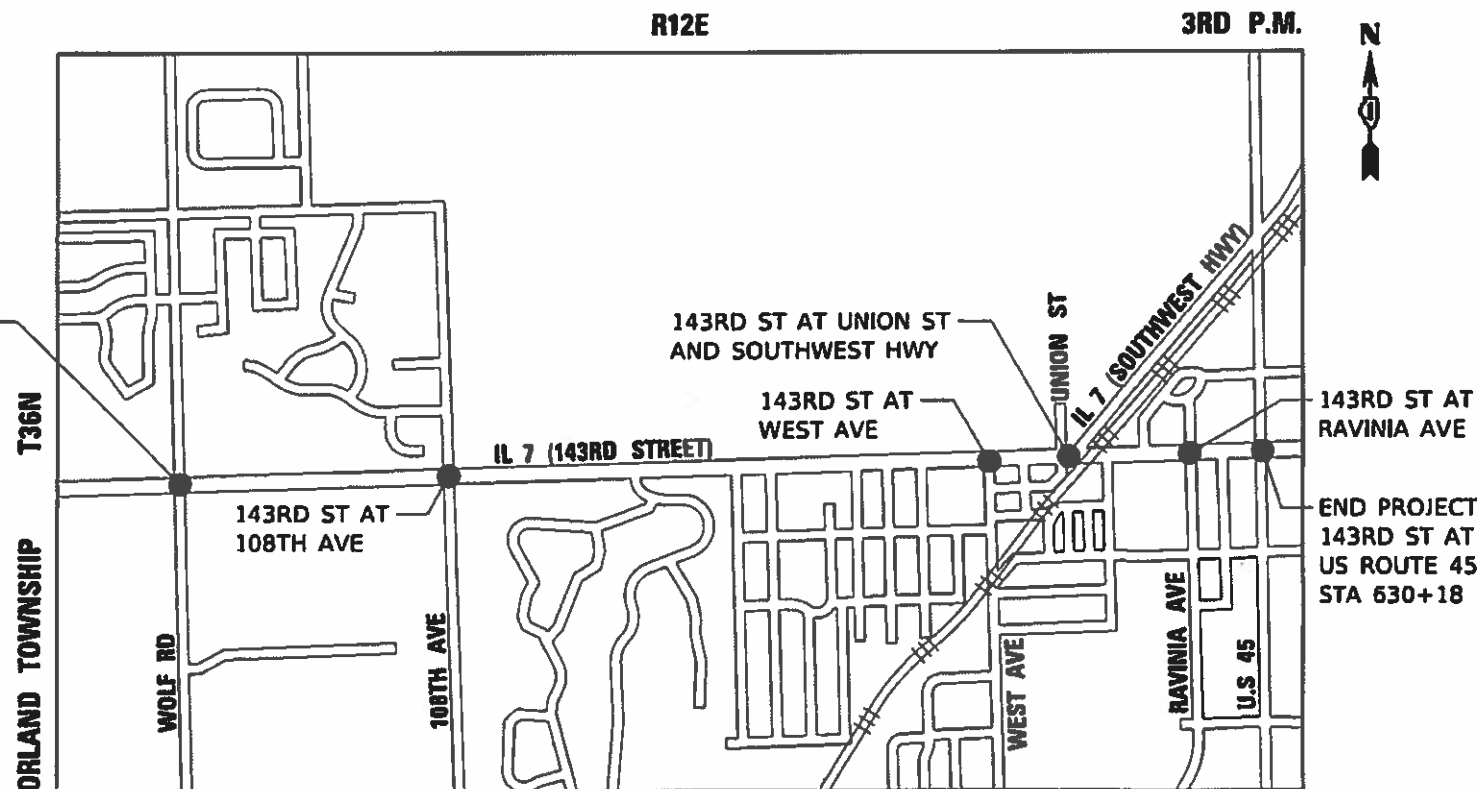 R12E
3RD P.M.
N
143RD ST AT UNION ST
AND SOUTHWEST HWY
UNION ST
IL 7 (SOUTHWEST HWY)
143RD ST AT
WEST AVE
143RD ST AT
RAVINIA AVE
T36N
IL 7 (143RD STREET)
143RD ST AT
108TH AVE
END PROJECT
143RD ST AT
US ROUTE 45
STA 630+18
ORLAND TOWNSHIP
WOLF RD
108TH AVE
WEST AVE
RAVINIA AVE
U.S 45